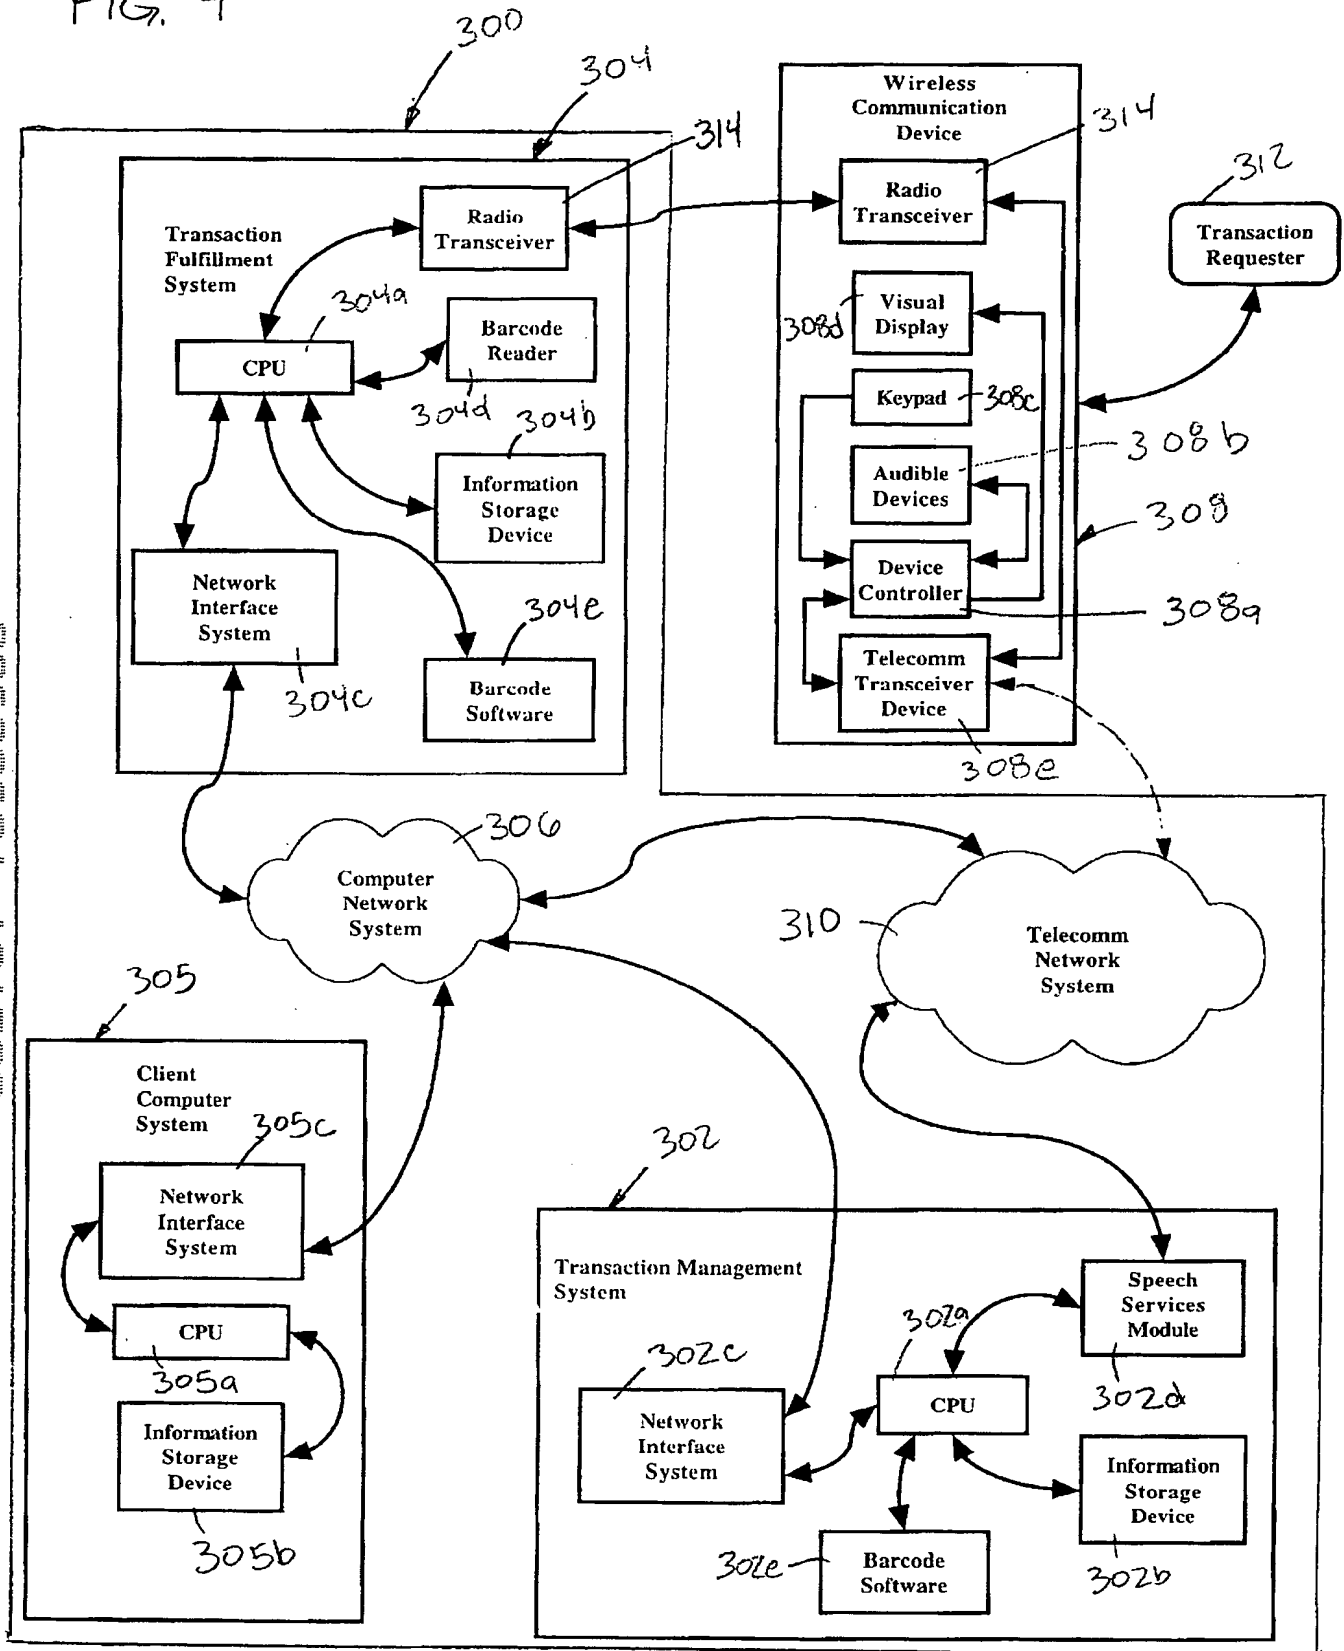 FIG. 4
300
304
314
Transaction
Fulfillment
System
Radio
Transceiver
304a
CPU
Barcode
Reader
304d
304b
Information
Storage
Device
Network
Interface
System
304c
304e
Barcode
Software
Wireless
Communication
Device
314
Radio
Transceiver
312
Transaction
Requester
308d
Visual
Display
Keypad
308c
Audible
Devices
308b
308
Device
Controller
308a
Telecomm
Transceiver
Device
308e
306
Computer
Network
System
310
Telecomm
Network
System
305
Client
Computer
System
305c
Network
Interface
System
CPU
305a
Information
Storage
Device
305b
302
Transaction Management
System
Speech
Services
Module
302d
302a
CPU
302c
Network
Interface
System
Information
Storage
Device
302b
302e
Barcode
Software